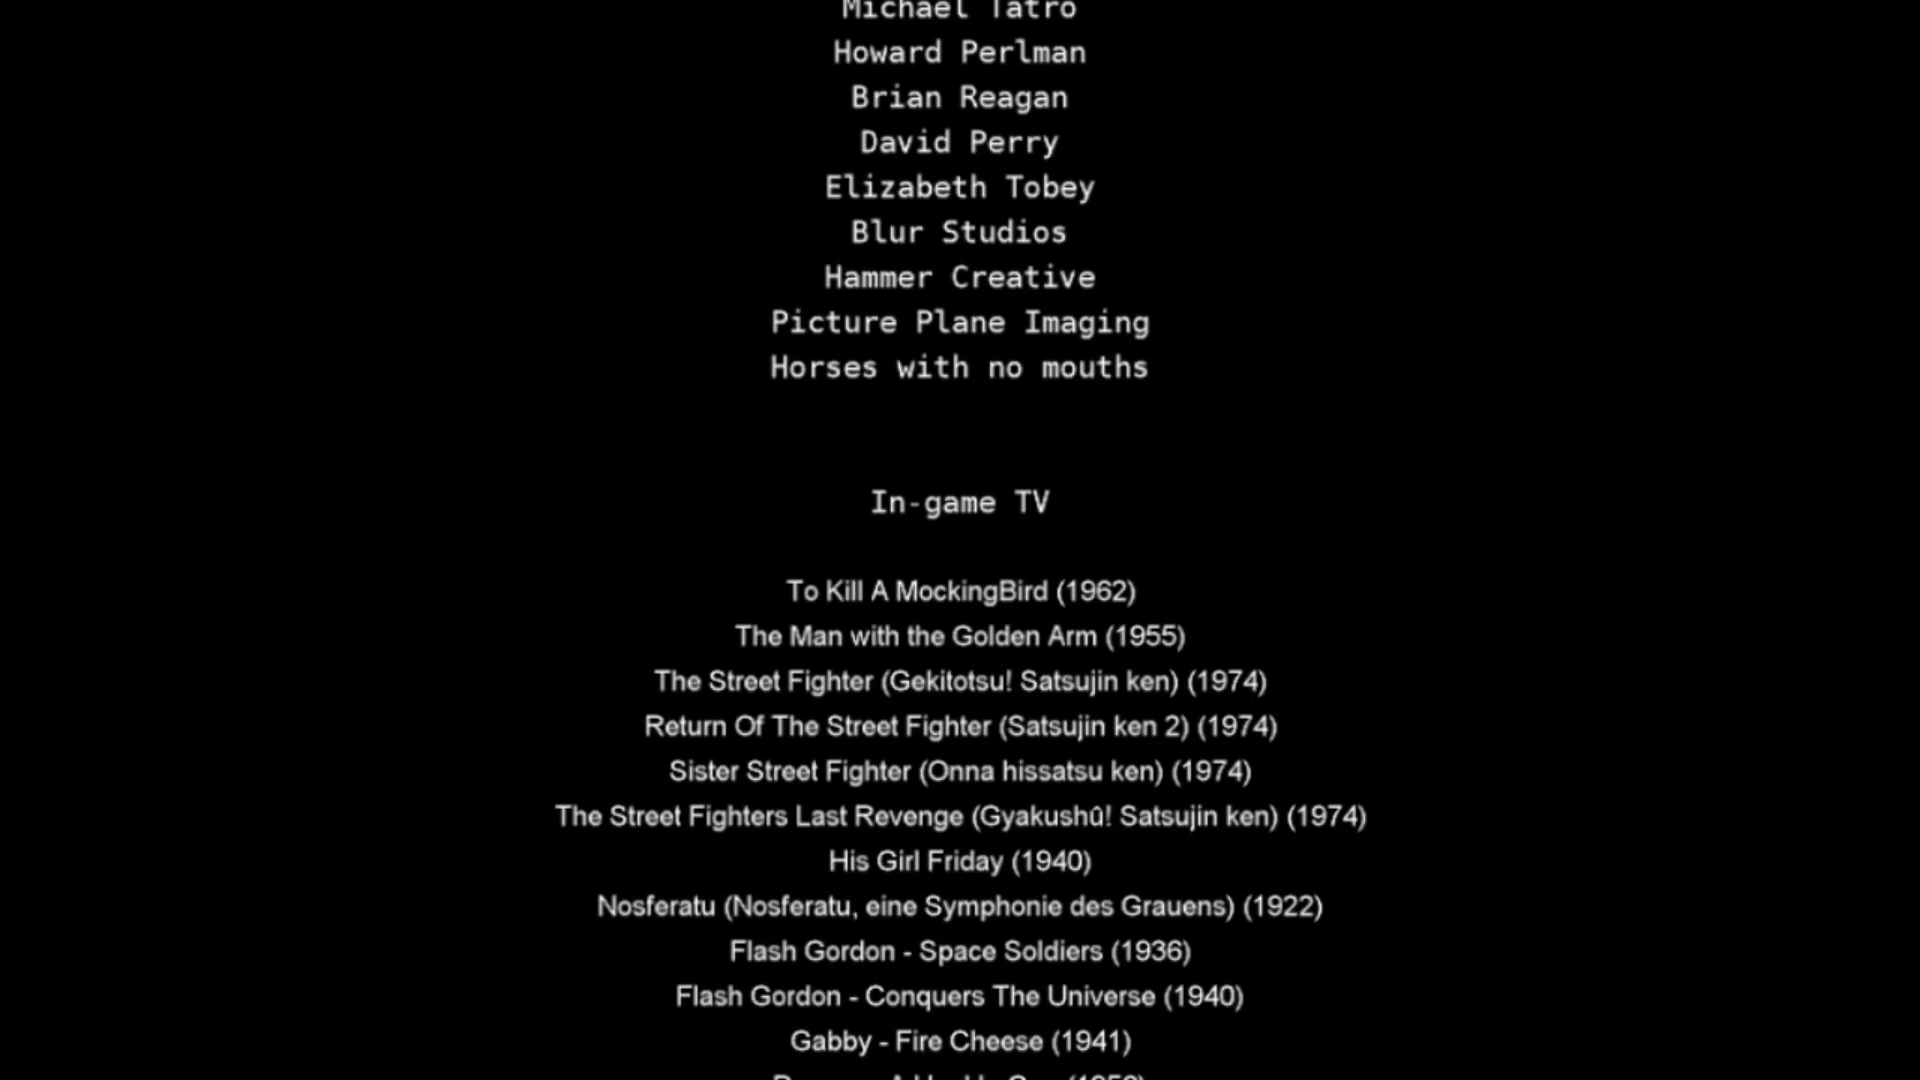 Michael Tatro
Howard Perlman
Brian Reagan
David Perry
Elizabeth Tobey
Blur Studios
Hammer Creative
Picture Plane Imaging
Horses with no mouths
In-game TV
To Kill A MockingBird (1962)
The Man with the Golden Arm (1955)
The Street Fighter (Gekitotsu! Satsujin ken) (1974)
Return Of The Street Fighter (Satsujin ken 2) (1974)
Sister Street Fighter (Onna hissatsu ken) (1974)
The Street Fighters Last Revenge (Gyakushû! Satsujin ken) (1974)
His Girl Friday (1940)
Nosferatu (Nosferatu, eine Symphonie des Grauens) (1922)
Flash Gordon - Space Soldiers (1936)
Flash Gordon - Conquers The Universe (1940)
Gabby - Fire Cheese (1941)